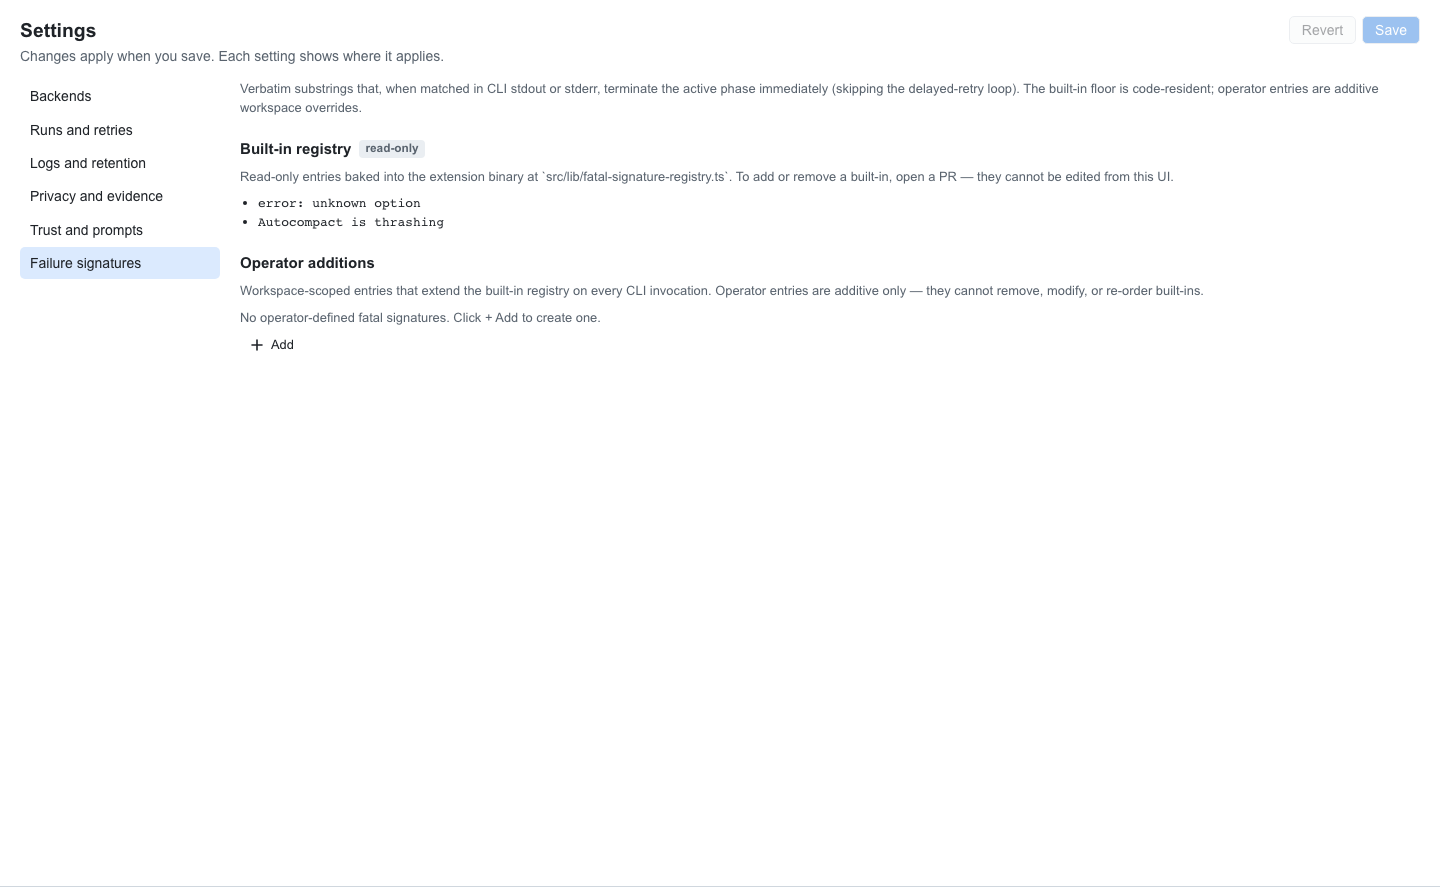 Settings
Revert
Save
Changes apply when you save. Each setting shows where it applies.
Backends
Runs and retries
Logs and retention
Privacy and evidence
Trust and prompts
Failure signatures
Verbatim substrings that, when matched in CLI stdout or stderr, terminate the active phase immediately (skipping the delayed-retry loop). The built-in floor is code-resident; operator entries are additive
workspace overrides.
Built-in registry read-only
Read-only entries baked into the extension binary at `src/lib/fatal-signature-registry.ts`. To add or remove a built-in, open a PR — they cannot be edited from this UI.
• error: unknown option
• Autocompact is thrashing
Operator additions
Workspace-scoped entries that extend the built-in registry on every CLI invocation. Operator entries are additive only — they cannot remove, modify, or re-order built-ins.
No operator-defined fatal signatures. Click + Add to create one.
+ Add